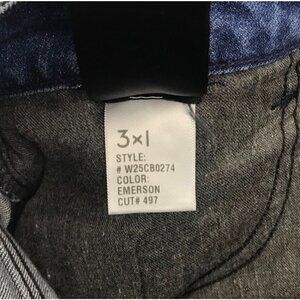 3×1
STYLE:
# W25CB0274
COLOR:
EMERSON
CUT# 497